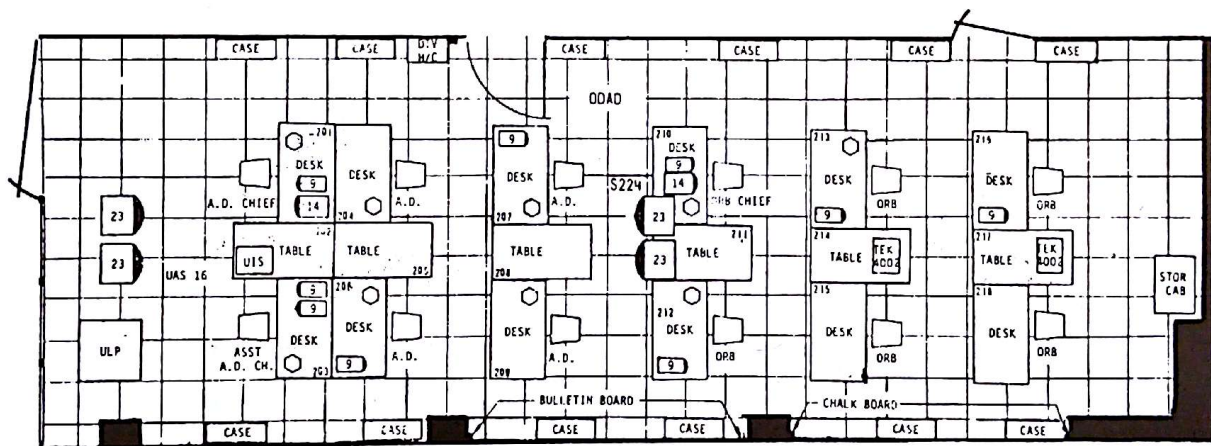 CASE
CASE
DIV
H/C
CASE
CASE
CASE
CASE
ODAD
201
DESK
9
14
A.D. CHIEF
DESK
204
A.D.
9
DESK
207
A.D.
210
DESK
9
14
S224
ORB CHIEF
213
DESK
9
ORB
DESK
9
ORB
23
23
UAS 16
23
23
202
TABLE
UIS
TABLE
205
TABLE
208
TABLE
211
214
TABLE
TEK
4002
217
TABLE
TEK
4002
STOR
CAB
ULP
9
9
DESK
203
ASST
A.D. CH.
206
DESK
9
A.D.
DESK
A.D.
212
DESK
9
ORB
215
DESK
ORB
DESK
ORB
BULLETIN BOARD
CHALK BOARD
CASE
CASE
CASE
CASE
CASE
CASE